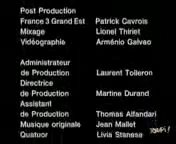 Post Production
France 3 Grand Est Patrick Cavrois
Mixage Lionel Thiriet
Vidéographie Arménio Galvao
Administrateur
de Production Laurent Tolleron
Directrice
de Production Martine Durand
Assistant
de Production Thomas Alfandari
Musique originale Jean Mallet
Quatuor Livia Stanese